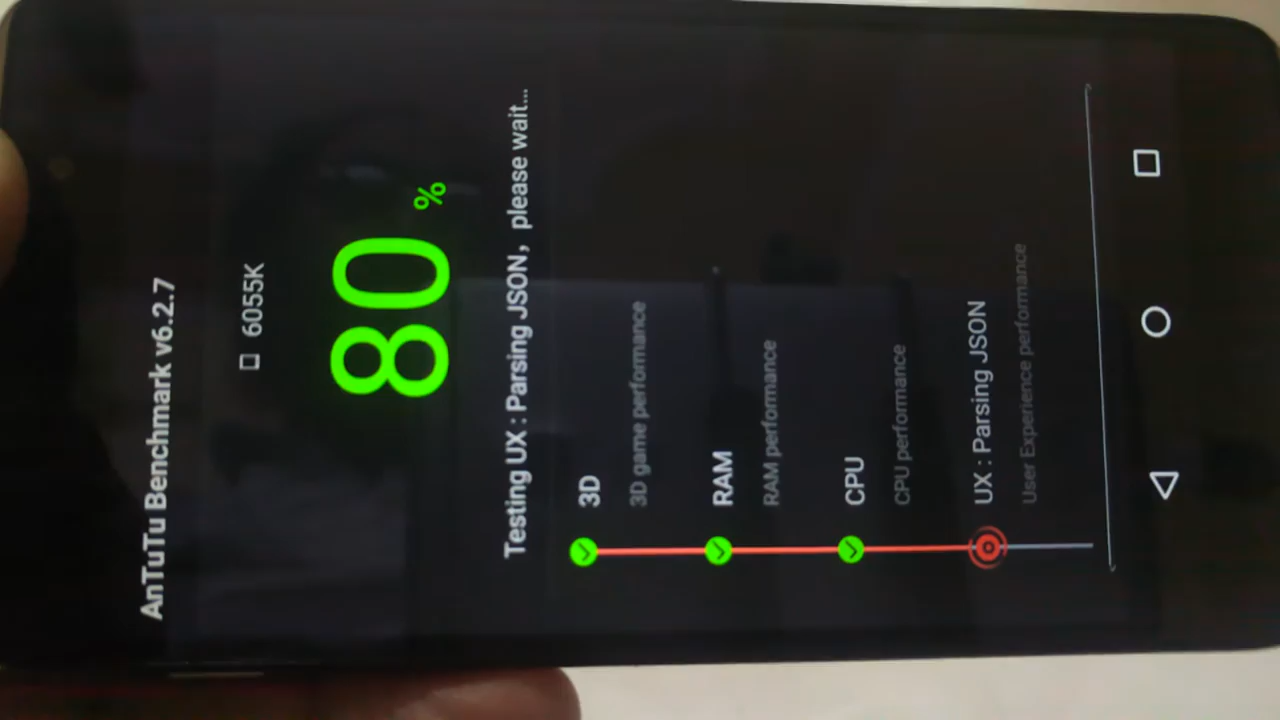 AnTuTu Benchmark v6.2.7
6055K
80 %
Testing UX : Parsing JSON, please wait...
3D
3D game performance
RAM
RAM performance
CPU
CPU performance
UX : Parsing JSON
User Experience performance